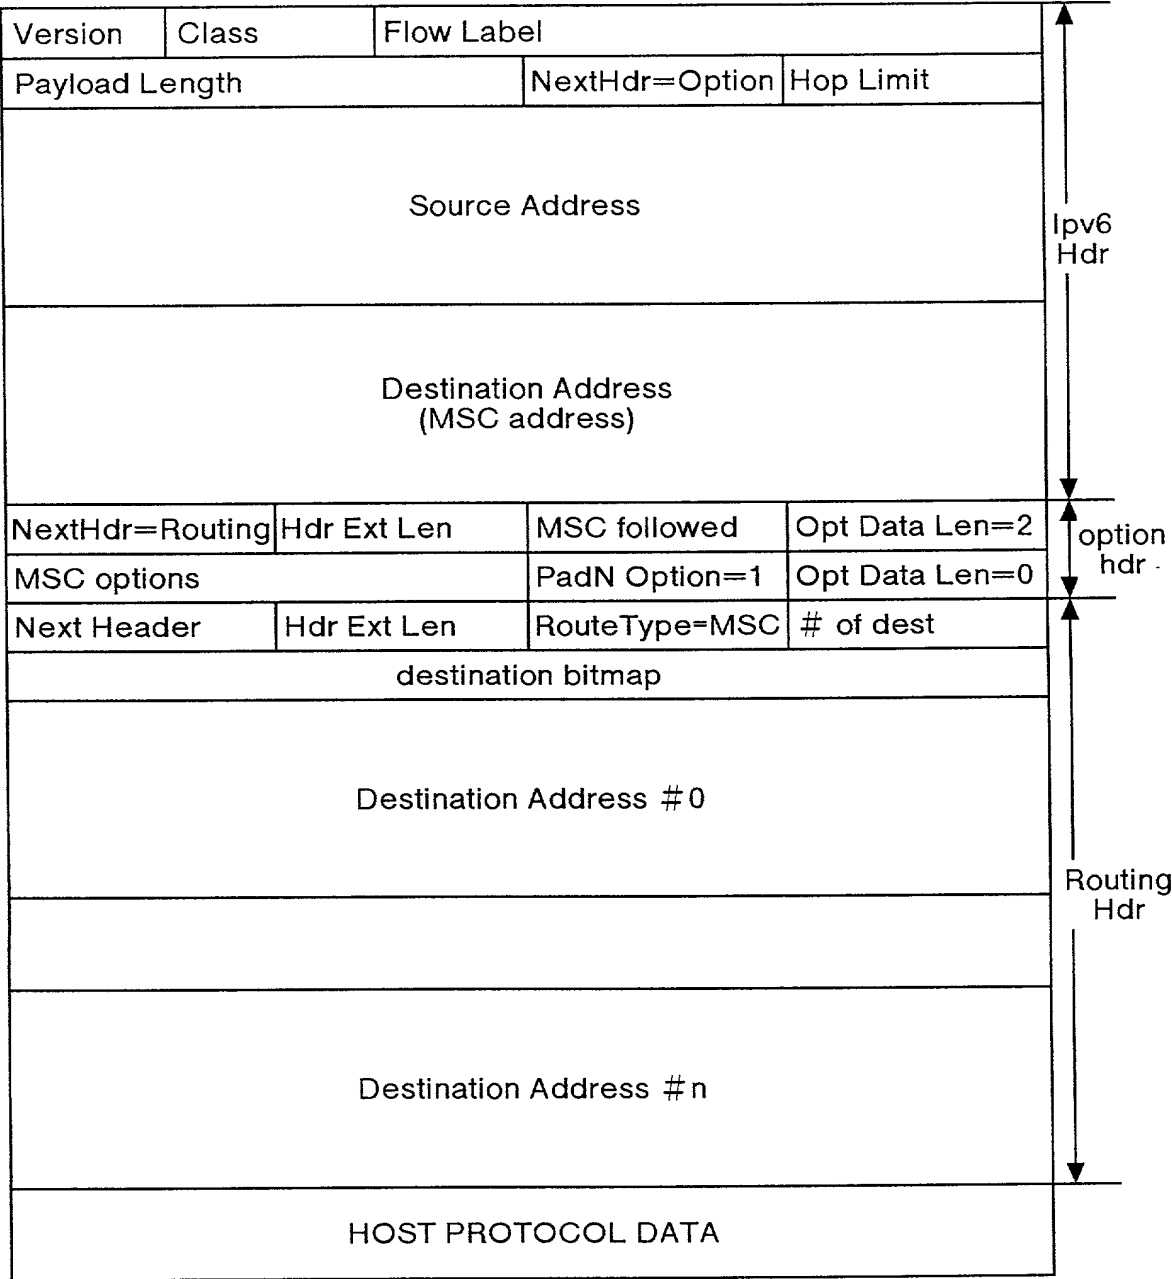 Version Class Flow Label
Payload Length NextHdr=Option Hop Limit
Source Address
Ipv6
Hdr
Destination Address
(MSC address)
NextHdr=Routing Hdr Ext Len MSC followed Opt Data Len=2
option
hdr
MSC options PadN Option=1 Opt Data Len=0
Next Header Hdr Ext Len RouteType=MSC # of dest
destination bitmap
Destination Address #0
Routing
Hdr
Destination Address #n
HOST PROTOCOL DATA